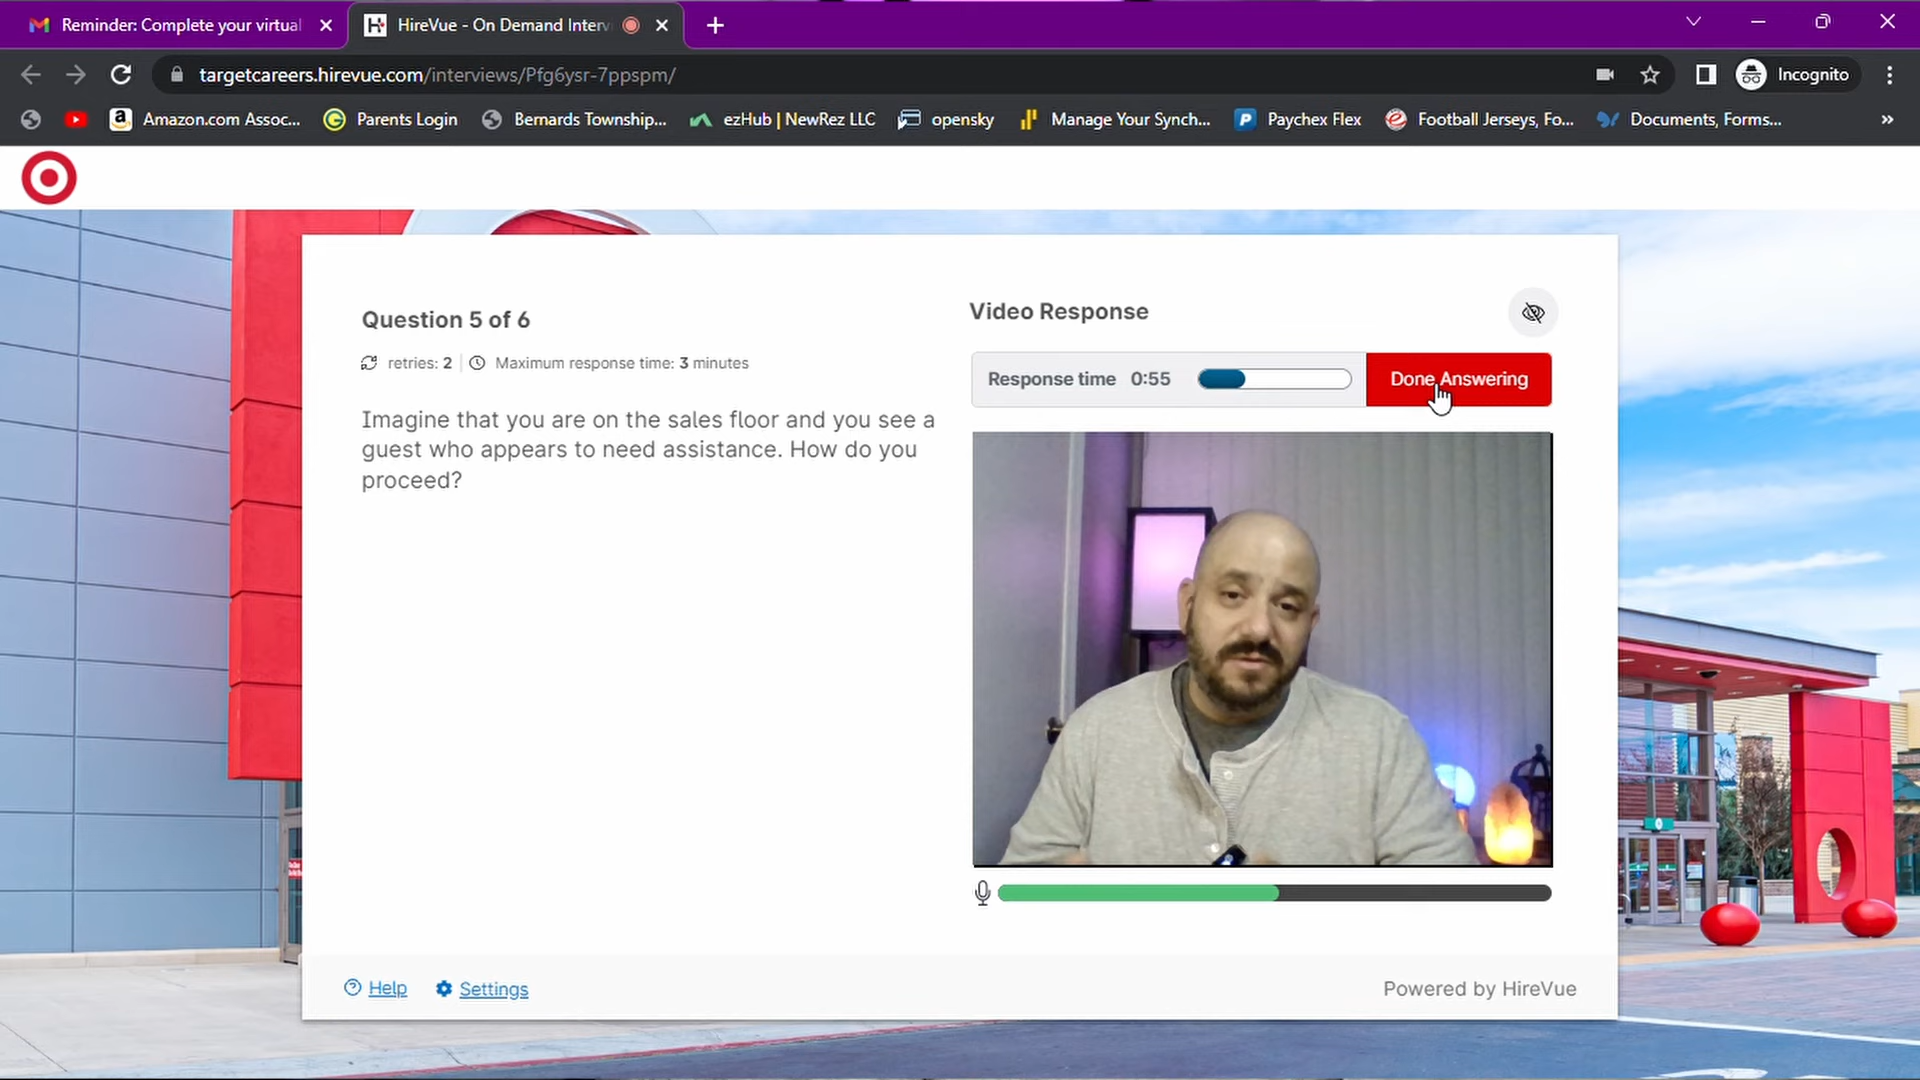 Reminder: Complete your virtual
HireVue - On Demand Interv
targetcareers.hirevue.com/interviews/Pfg6ysr-7ppspm/
Incognito
Amazon.com Assoc...
Parents Login
Bernards Township...
ezHub | NewRez LLC
opensky
Manage Your Synch...
Paychex Flex
Football Jerseys, Fo...
Documents, Forms...
»
Question 5 of 6
retries: 2
Maximum response time: 3 minutes
Imagine that you are on the sales floor and you see a
guest who appears to need assistance. How do you
proceed?
Video Response
Response time 0:55
Done Answering
Help
Settings
Powered by HireVue